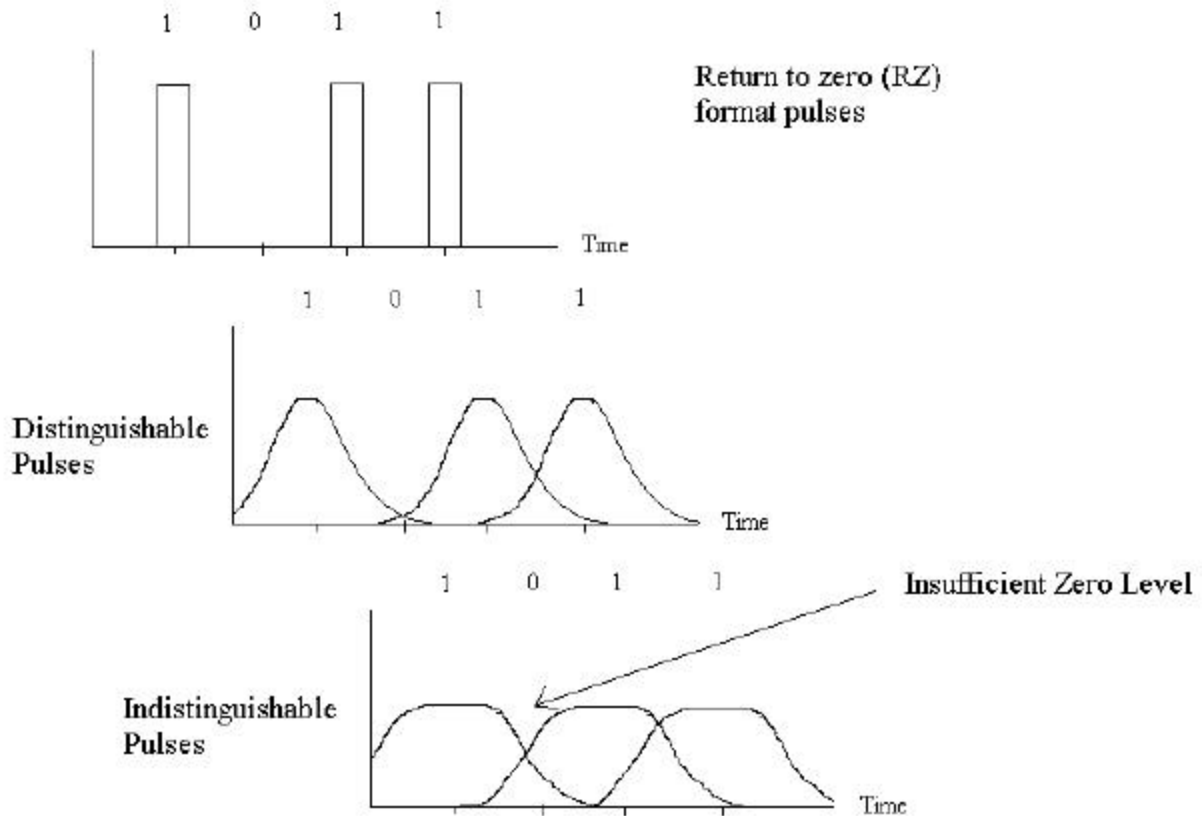 1 0 1 1
Return to zero (RZ)
format pulses
Time
1 0 1 1
Distinguishable
Pulses
Time
1 0 1 1
Insufficient Zero Level
Indistinguishable
Pulses
Time